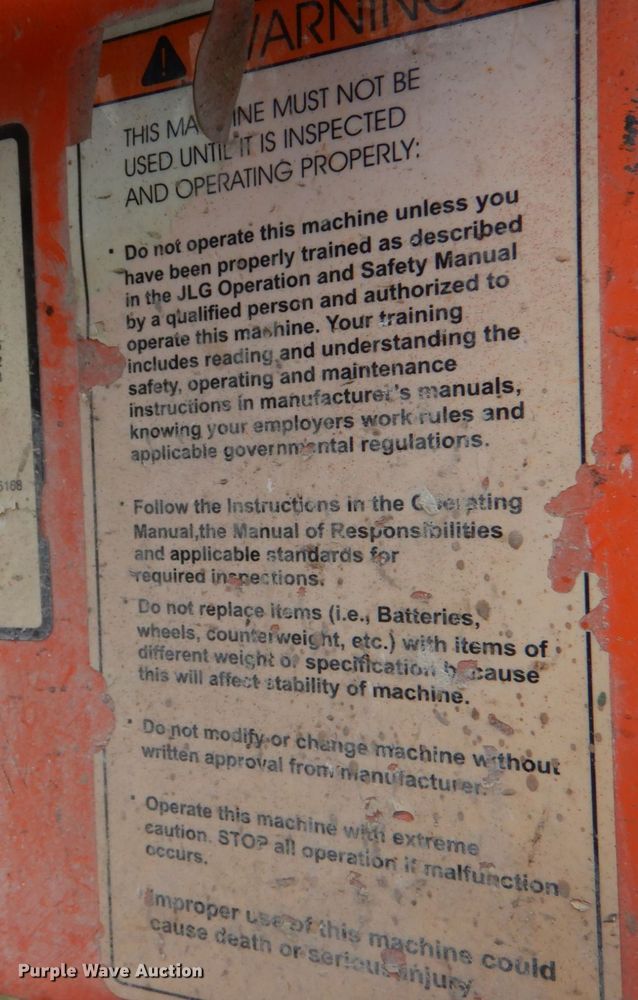 WARNING
THIS MACHINE MUST NOT BE
USED UNTIL IT IS INSPECTED
AND OPERATING PROPERLY:
· Do not operate this machine unless you
have been properly trained as described
in the JLG Operation and Safety Manual
by a qualified person and authorized to
operate this machine. Your training
includes reading and understanding the
safety, operating and maintenance
instructions in manufacturer's manuals,
knowing your employers work rules and
applicable governmental regulations.
· Follow the Instructions in the Operating
Manual,the Manual of Responsibilities
and applicable standards for
required inspections.
· Do not replace items (i.e., Batteries,
wheels, counterweight, etc.) with items of
different weight or specification because
this will affect stability of machine.
· Do not modify or change machine without
written approval from manufacturer.
· Operate this machine with extreme
caution. STOP all operation if malfunction
occurs.
Improper use of this machine could
cause death or serious injury.
Purple Wave Auction